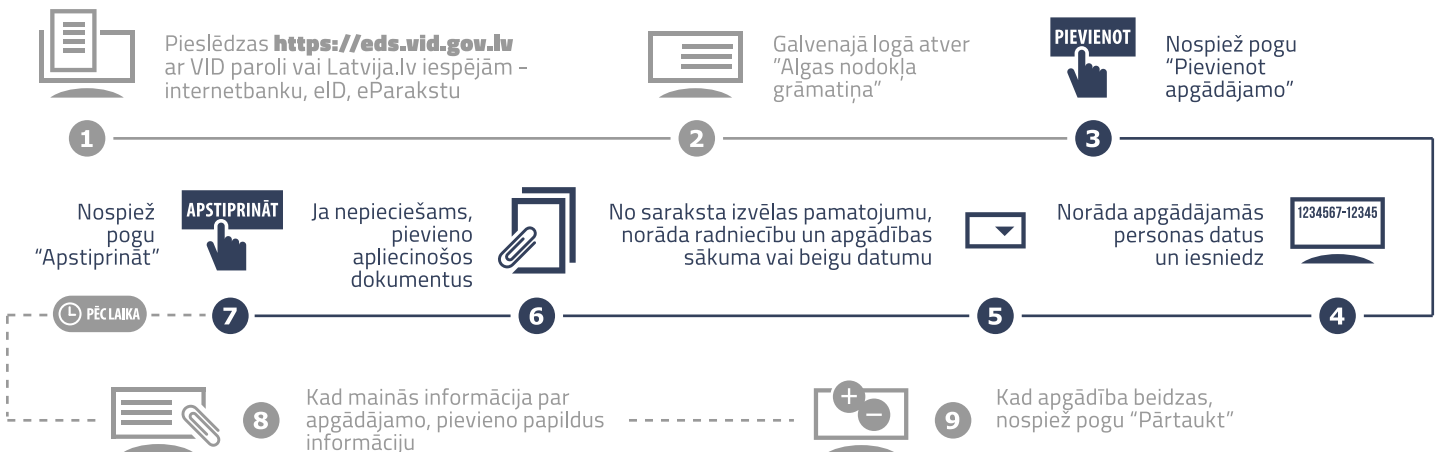 Pieslēdzas https://eds.vid.gov.lv
ar VID paroli vai Latvija.lv iespējām –
internetbanku, eID, eParakstu
1
Galvenajā logā atver
"Algas nodokļa
grāmatiņa"
2
PIEVIENOT
Nospiež pogu
"Pievienot
apgādājamo"
3
1234567-12345
Norāda apgādājamās
personas datus
un iesniedz
4
No saraksta izvēlas pamatojumu,
norāda radniecību un apgādības
sākuma vai beigu datumu
5
Ja nepieciešams,
pievieno
apliecinošos
dokumentus
6
APSTIPRINĀT
Nospiež
pogu
"Apstiprināt"
7
PĒC LAIKA
8
Kad mainās informācija par
apgādājamo, pievieno papildus
informāciju
9
Kad apgādība beidzas,
nospiež pogu "Pārtaukt"